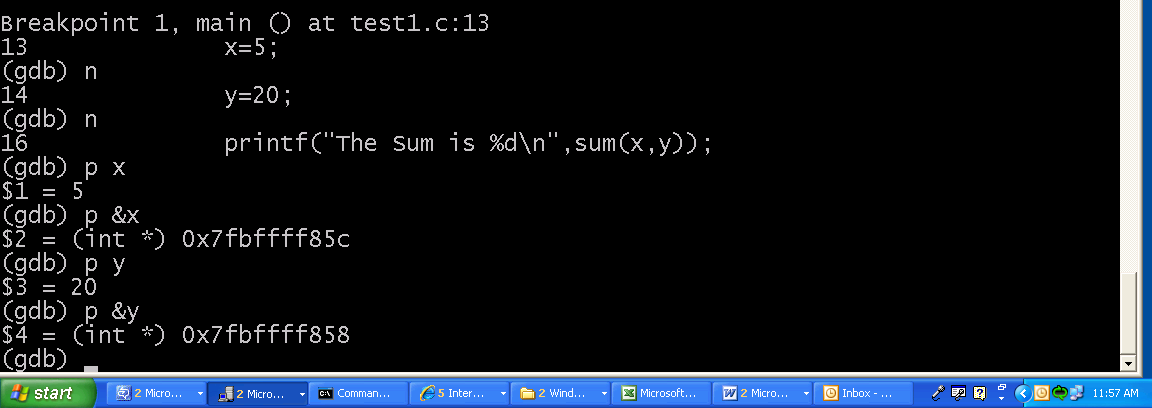 Breakpoint 1, main () at test1.c:13
13              x=5;
(gdb) n
14              y=20;
(gdb) n
16              printf("The Sum is %d\n",sum(x,y));
(gdb) p x
$1 = 5
(gdb) p &x
$2 = (int *) 0x7fbffff85c
(gdb) p y
$3 = 20
(gdb) p &y
$4 = (int *) 0x7fbffff858
(gdb)
start 2 Micro... 2 Micro... Comman... 5 Inter... 2 Wind... Microsoft... 2 Micro... Inbox - ... 11:57 AM